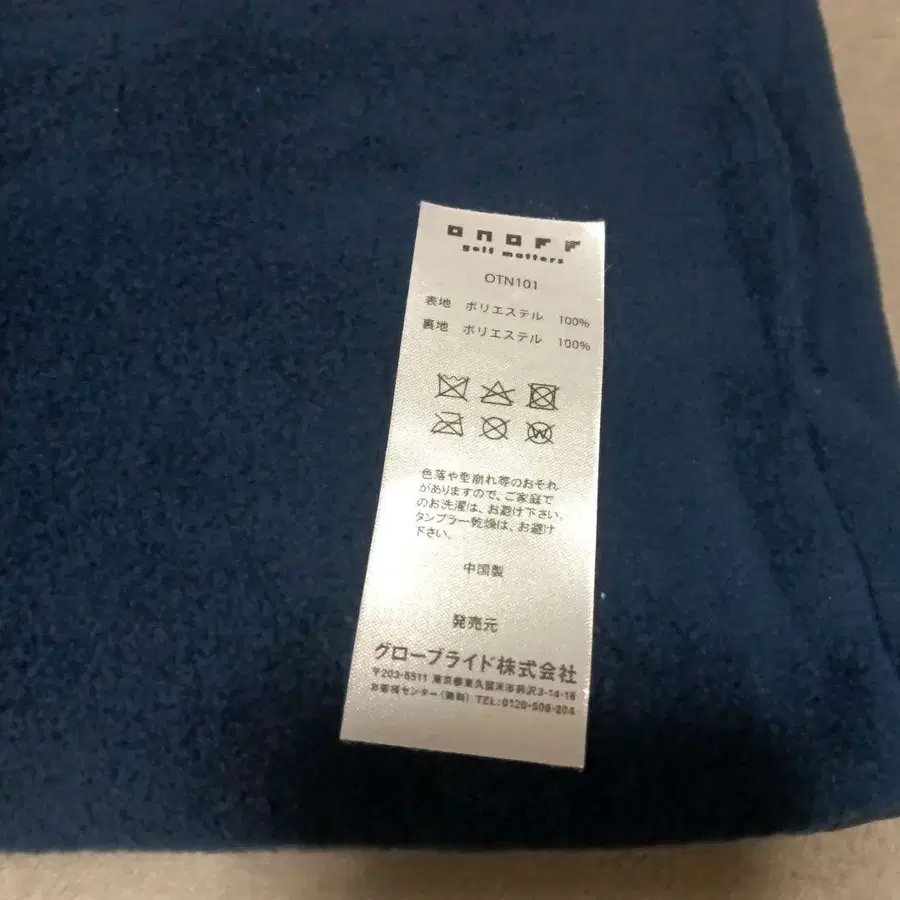 onoff
golf matters
OTN101
表地 ポリエステル 100%
裏地 ポリエステル 100%
W
色落や型崩れ等のおそれ
がありますので、ご家庭で
のお洗濯は、お避け下さい。
タンブラー乾燥は、お避け
下さい。
中国製
発売元
グローブライド株式会社
〒203-8511 東京都東久留米市前沢3-14-16
お客様センター(無料) TEL:0120-506-204